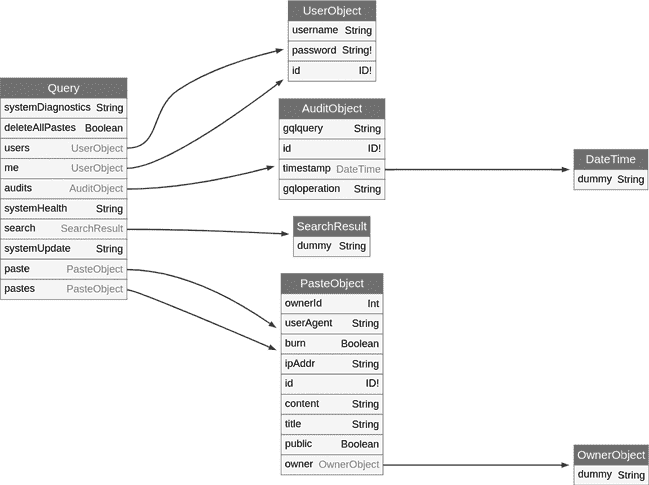 UserObject
username String
password String!
id ID!
Query
systemDiagnostics String
deleteAllPastes Boolean
users UserObject
me UserObject
audits AuditObject
systemHealth String
search SearchResult
systemUpdate String
paste PasteObject
pastes PasteObject
AuditObject
gqlquery String
id ID!
timestamp DateTime
gqloperation String
DateTime
dummy String
SearchResult
dummy String
PasteObject
ownerId Int
userAgent String
burn Boolean
ipAddr String
id ID!
content String
title String
public Boolean
owner OwnerObject
OwnerObject
dummy String